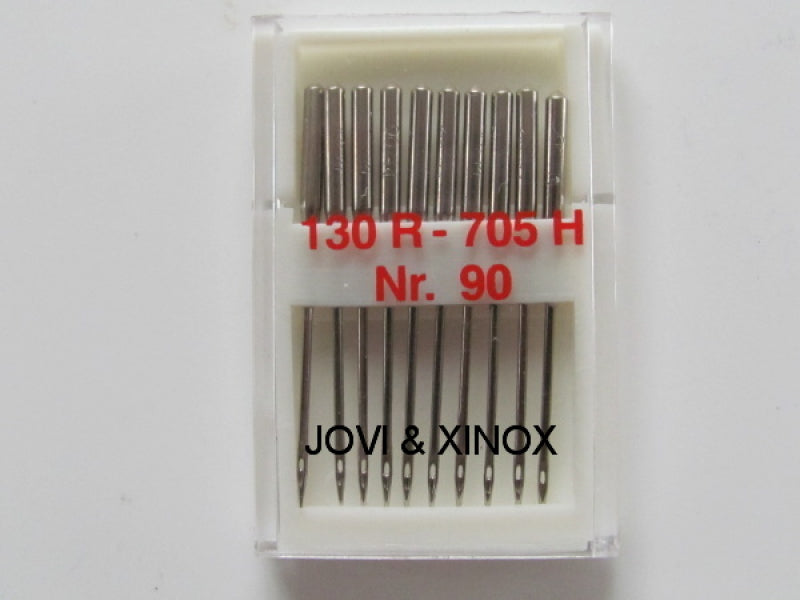 130 R - 705 H
Nr. 90
JOVI & XINOX